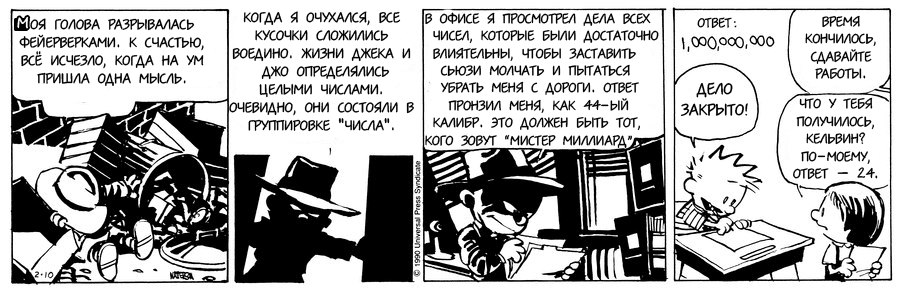 Моя голова разрывалась
фейерверками. К счастью,
всё исчезло, когда на ум
пришла одна мысль.
Когда я очухался, все
кусочки сложились
воедино. Жизни Джека и
Джо определялись
целыми числами.
Очевидно, они состояли в
группировке "Числа".
В офисе я просмотрел дела всех
чисел, которые были достаточно
влиятельны, чтобы заставить
Сьюзи молчать и пытаться
убрать меня с дороги. Ответ
пронзил меня, как 44-ый
калибр. Это должен быть тот,
кого зовут "Мистер Миллиард"
Ответ:
1,000,000,000
Дело
закрыто!
Время
кончилось,
сдавайте
работы.
Что у тебя
получилось,
Кельвин?
По-моему,
ответ — 24.
2-10
WATTERSON
© 1990 Universal Press Syndicate